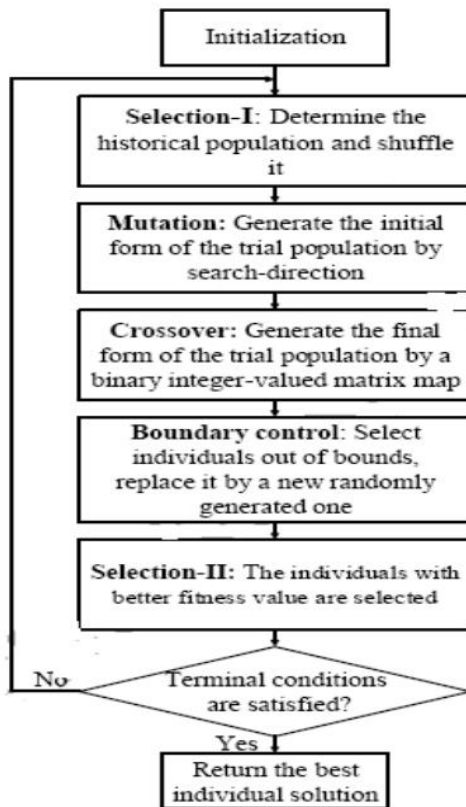 Initialization
Selection-I: Determine the
historical population and shuffle
it
Mutation: Generate the initial
form of the trial population by
search-direction
Crossover: Generate the final
form of the trial population by a
binary integer-valued matrix map
Boundary control: Select
individuals out of bounds,
replace it by a new randomly
generated one
Selection-II: The individuals with
better fitness value are selected
No
Terminal conditions
are satisfied?
Yes
Return the best
individual solution